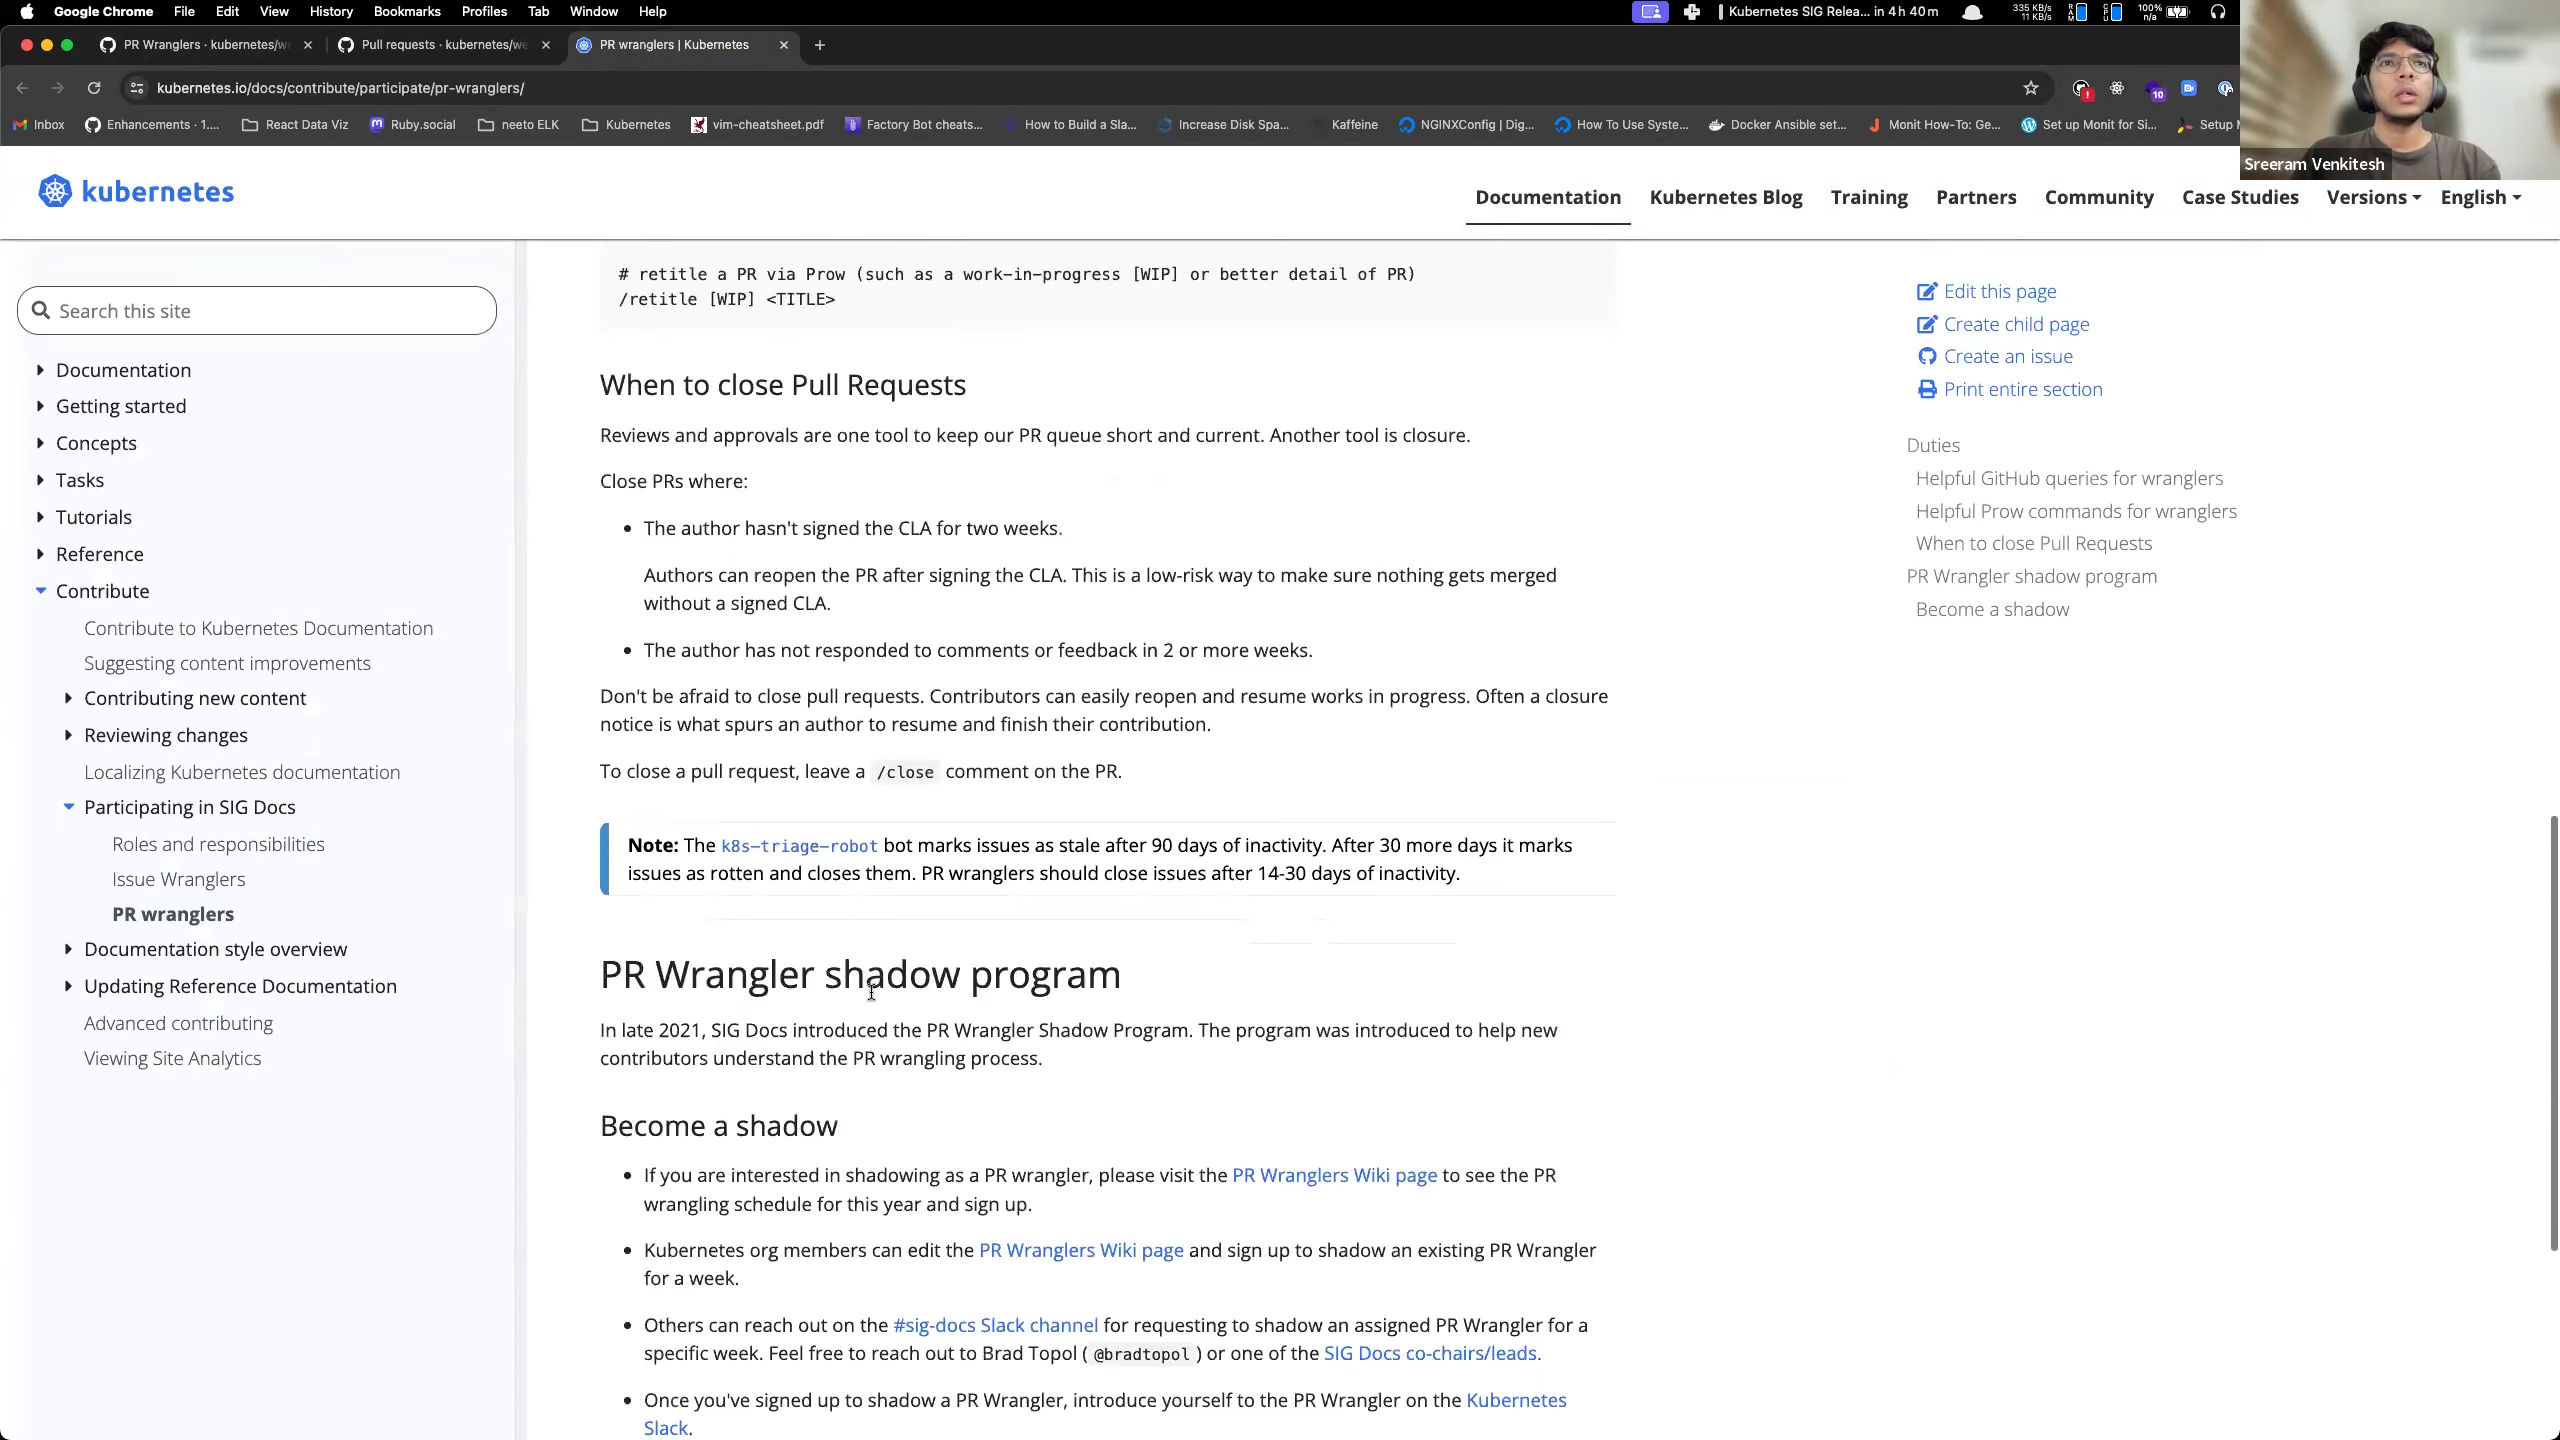 Google Chrome File Edit View History Bookmarks Profiles Tab Window Help
Kubernetes SIG Relea... in 4 h 40 m
335 KB/s
11 KB/s
100%
n/a
PR Wranglers · kubernetes/w
Pull requests · kubernetes/we
PR wranglers | Kubernetes
kubernetes.io/docs/contribute/participate/pr-wranglers/
10
Inbox
Enhancements · 1....
React Data Viz
Ruby.social
neeto ELK
Kubernetes
vim-cheatsheet.pdf
Factory Bot cheats...
How to Build a Sla...
Increase Disk Spa...
Kaffeine
NGINXConfig | Dig...
How To Use Syste...
Docker Ansible set...
Monit How-To: Ge...
Set up Monit for Si...
Setup
Sreeram Venkitesh
kubernetes
Documentation
Kubernetes Blog
Training
Partners
Community
Case Studies
Versions
English
Search this site
Documentation
Getting started
Concepts
Tasks
Tutorials
Reference
Contribute
Contribute to Kubernetes Documentation
Suggesting content improvements
Contributing new content
Reviewing changes
Localizing Kubernetes documentation
Participating in SIG Docs
Roles and responsibilities
Issue Wranglers
PR wranglers
Documentation style overview
Updating Reference Documentation
Advanced contributing
Viewing Site Analytics
# retitle a PR via Prow (such as a work-in-progress [WIP] or better detail of PR)
/retitle [WIP] <TITLE>
When to close Pull Requests
Reviews and approvals are one tool to keep our PR queue short and current. Another tool is closure.
Close PRs where:
• The author hasn't signed the CLA for two weeks.
Authors can reopen the PR after signing the CLA. This is a low-risk way to make sure nothing gets merged
without a signed CLA.
• The author has not responded to comments or feedback in 2 or more weeks.
Don't be afraid to close pull requests. Contributors can easily reopen and resume works in progress. Often a closure
notice is what spurs an author to resume and finish their contribution.
To close a pull request, leave a /close comment on the PR.
Note: The k8s-triage-robot bot marks issues as stale after 90 days of inactivity. After 30 more days it marks
issues as rotten and closes them. PR wranglers should close issues after 14-30 days of inactivity.
PR Wrangler shadow program
In late 2021, SIG Docs introduced the PR Wrangler Shadow Program. The program was introduced to help new
contributors understand the PR wrangling process.
Become a shadow
• If you are interested in shadowing as a PR wrangler, please visit the PR Wranglers Wiki page to see the PR
wrangling schedule for this year and sign up.
• Kubernetes org members can edit the PR Wranglers Wiki page and sign up to shadow an existing PR Wrangler
for a week.
• Others can reach out on the #sig-docs Slack channel for requesting to shadow an assigned PR Wrangler for a
specific week. Feel free to reach out to Brad Topol ( @bradtopol ) or one of the SIG Docs co-chairs/leads.
• Once you've signed up to shadow a PR Wrangler, introduce yourself to the PR Wrangler on the Kubernetes
Slack.
Edit this page
Create child page
Create an issue
Print entire section
Duties
Helpful GitHub queries for wranglers
Helpful Prow commands for wranglers
When to close Pull Requests
PR Wrangler shadow program
Become a shadow